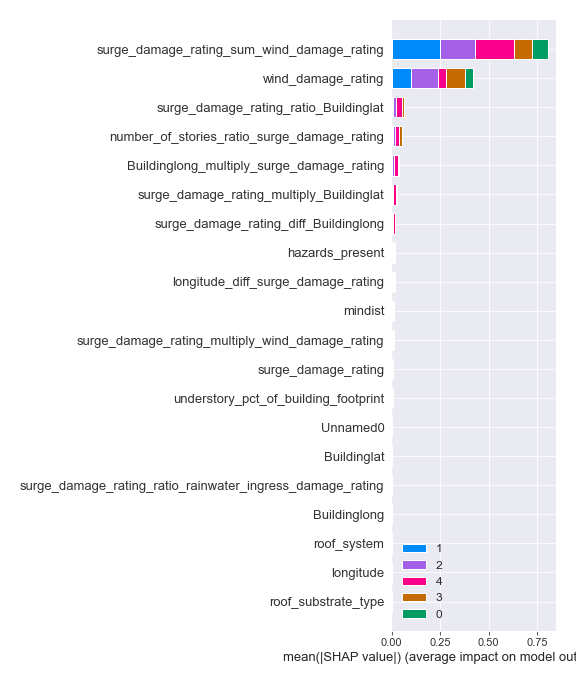 surge_damage_rating_sum_wind_damage_rating
wind_damage_rating
surge_damage_rating_ratio_Buildinglat
number_of_stories_ratio_surge_damage_rating
Buildinglong_multiply_surge_damage_rating
surge_damage_rating_multiply_Buildinglat
surge_damage_rating_diff_Buildinglong
hazards_present
longitude_diff_surge_damage_rating
mindist
surge_damage_rating_multiply_wind_damage_rating
surge_damage_rating
understory_pct_of_building_footprint
Unnamed0
Buildinglat
surge_damage_rating_ratio_rainwater_ingress_damage_rating
Buildinglong
roof_system
longitude
roof_substrate_type
1
2
4
3
0
0.00 0.25 0.50 0.75
mean(|SHAP value|) (average impact on model out